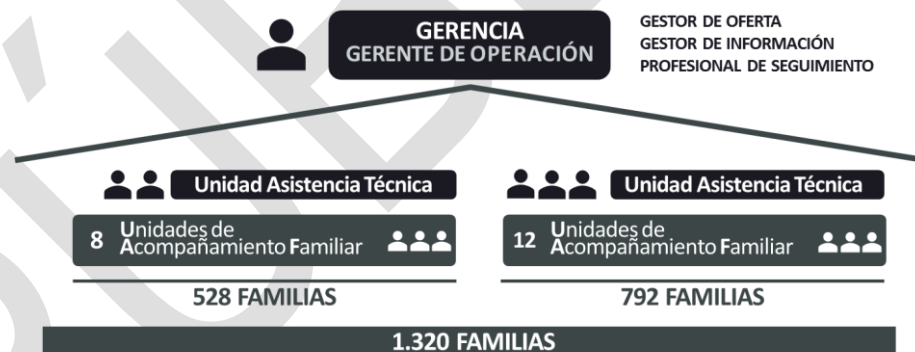 GERENCIA
GERENTE DE OPERACIÓN
GESTOR DE OFERTA
GESTOR DE INFORMACIÓN
PROFESIONAL DE SEGUIMIENTO
Unidad Asistencia Técnica
8 Unidades de
Acompañamiento Familiar
528 FAMILIAS
Unidad Asistencia Técnica
12 Unidades de
Acompañamiento Familiar
792 FAMILIAS
1.320 FAMILIAS